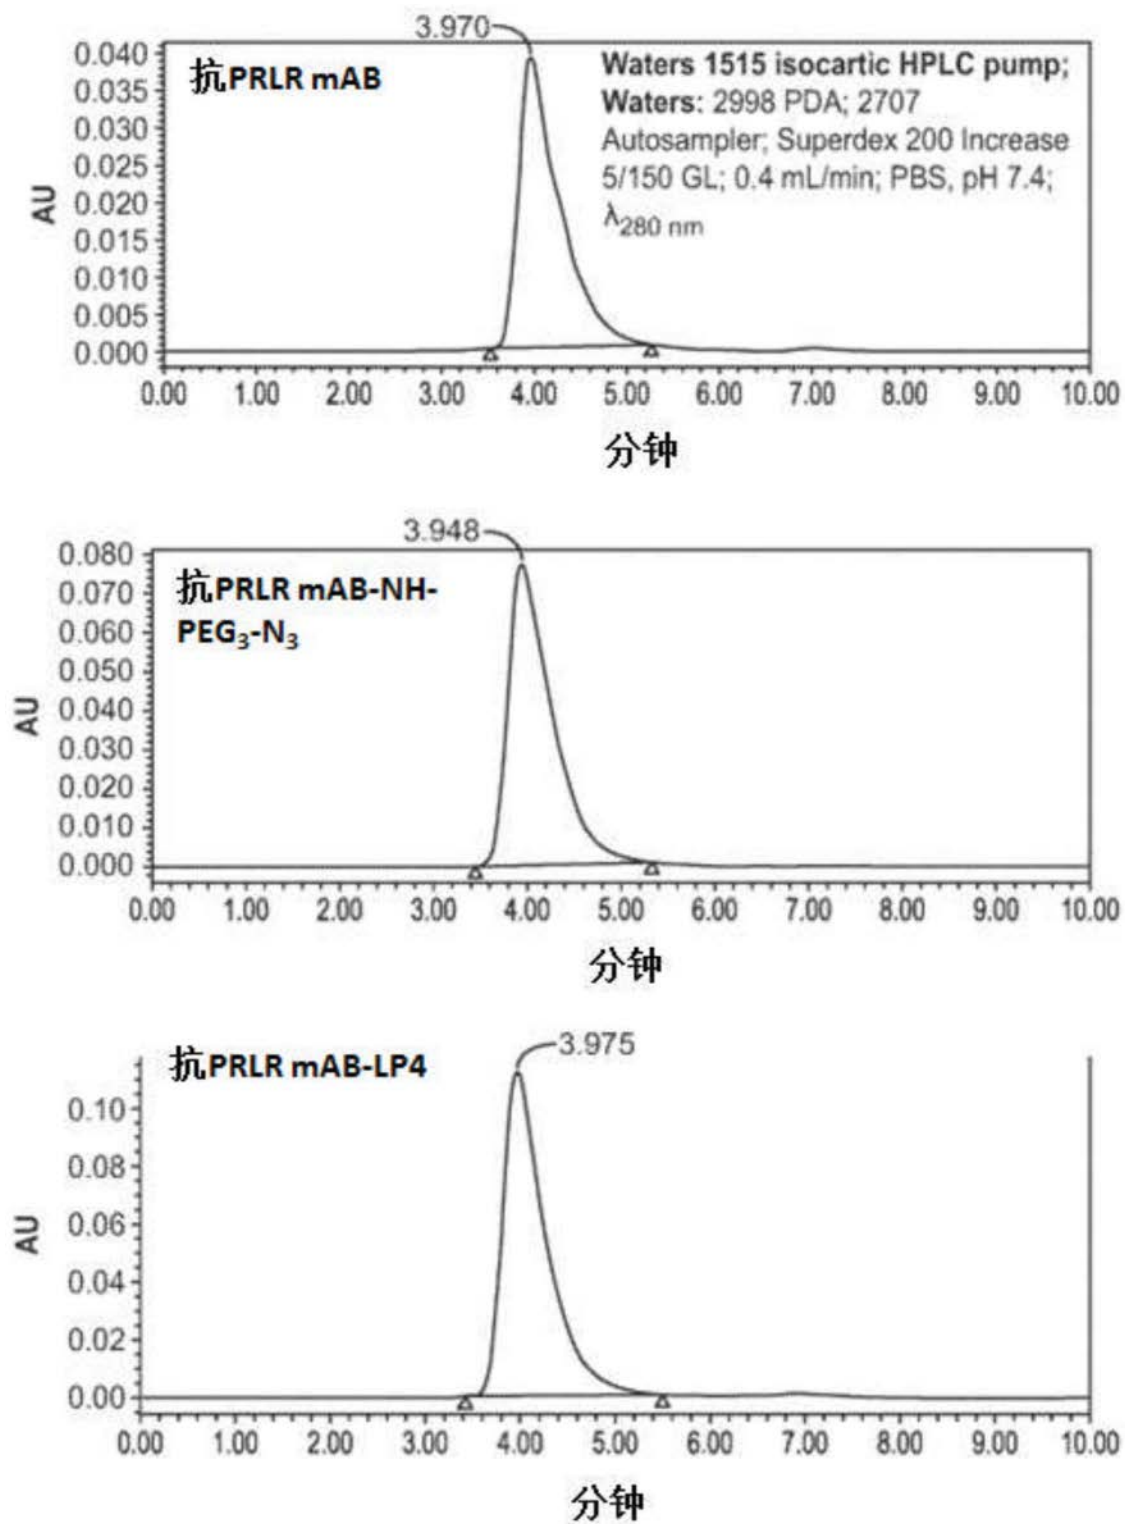 3.970
抗PRLR mAB
Waters 1515 isocartic HPLC pump;
Waters: 2998 PDA; 2707
Autosampler; Superdex 200 Increase
5/150 GL; 0.4 mL/min; PBS, pH 7.4;
λ280 nm
AU
0.040
0.035
0.030
0.025
0.020
0.015
0.010
0.005
0.000
0.00 1.00 2.00 3.00 4.00 5.00 6.00 7.00 8.00 9.00 10.00
分钟
3.948
抗PRLR mAB-NH-
PEG3-N3
AU
0.080
0.070
0.060
0.050
0.040
0.030
0.020
0.010
0.000
0.00 1.00 2.00 3.00 4.00 5.00 6.00 7.00 8.00 9.00 10.00
分钟
3.975
抗PRLR mAB-LP4
AU
0.10
0.08
0.06
0.04
0.02
0.00
0.00 1.00 2.00 3.00 4.00 5.00 6.00 7.00 8.00 9.00 10.00
分钟